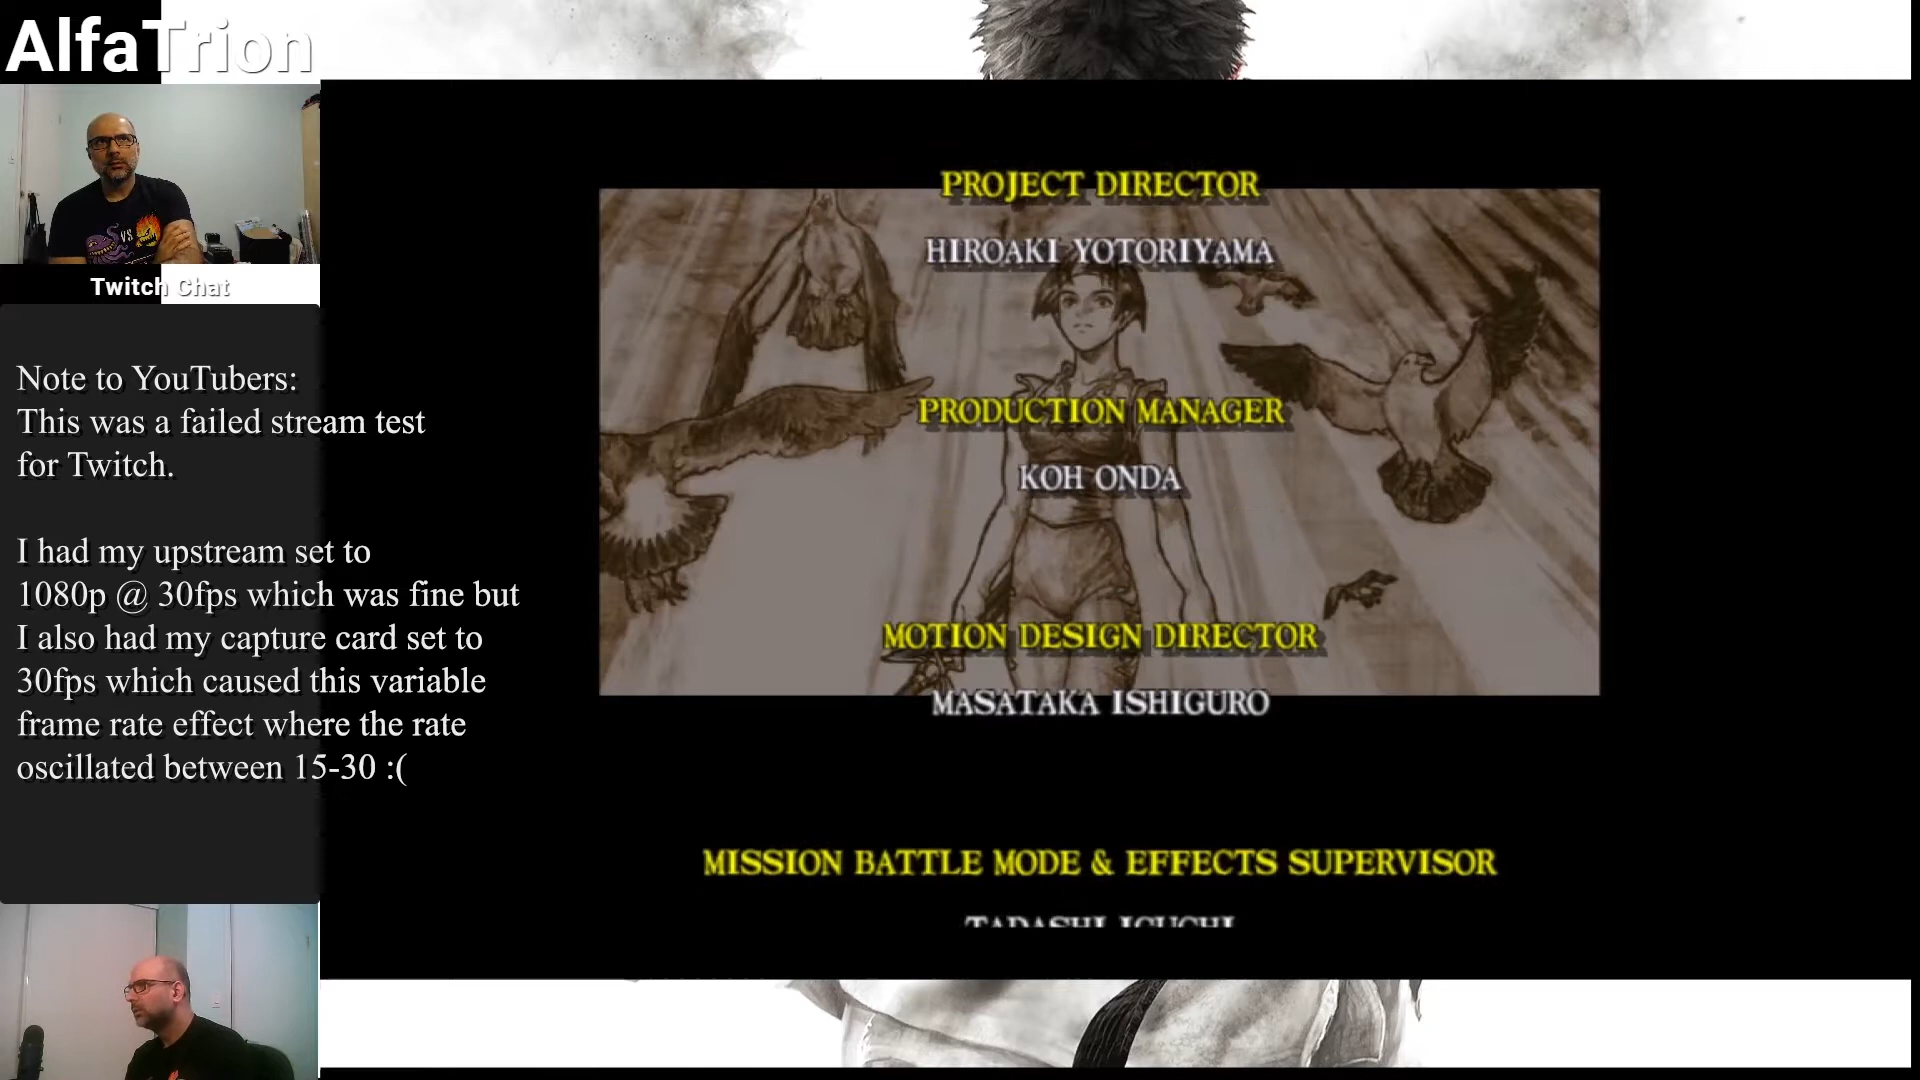 AlfaTrion
VS
Twitch Chat
Note to YouTubers:
This was a failed stream test
for Twitch.
I had my upstream set to
1080p @ 30fps which was fine but
I also had my capture card set to
30fps which caused this variable
frame rate effect where the rate
oscillated between 15-30 :(
PROJECT DIRECTOR
HIROAKI YOTORIYAMA
PRODUCTION MANAGER
KOH ONDA
MOTION DESIGN DIRECTOR
MASATAKA ISHIGURO
MISSION BATTLE MODE & EFFECTS SUPERVISOR
TADASHI IGUCHI